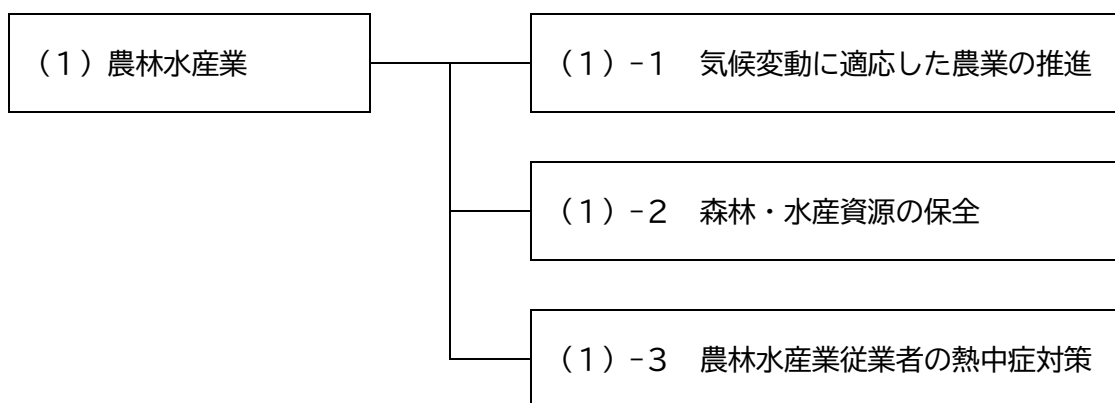 （1）農林水産業
（1）-1　気候変動に適応した農業の推進
（1）-2　森林・水産資源の保全
（1）-3　農林水産業従業者の熱中症対策